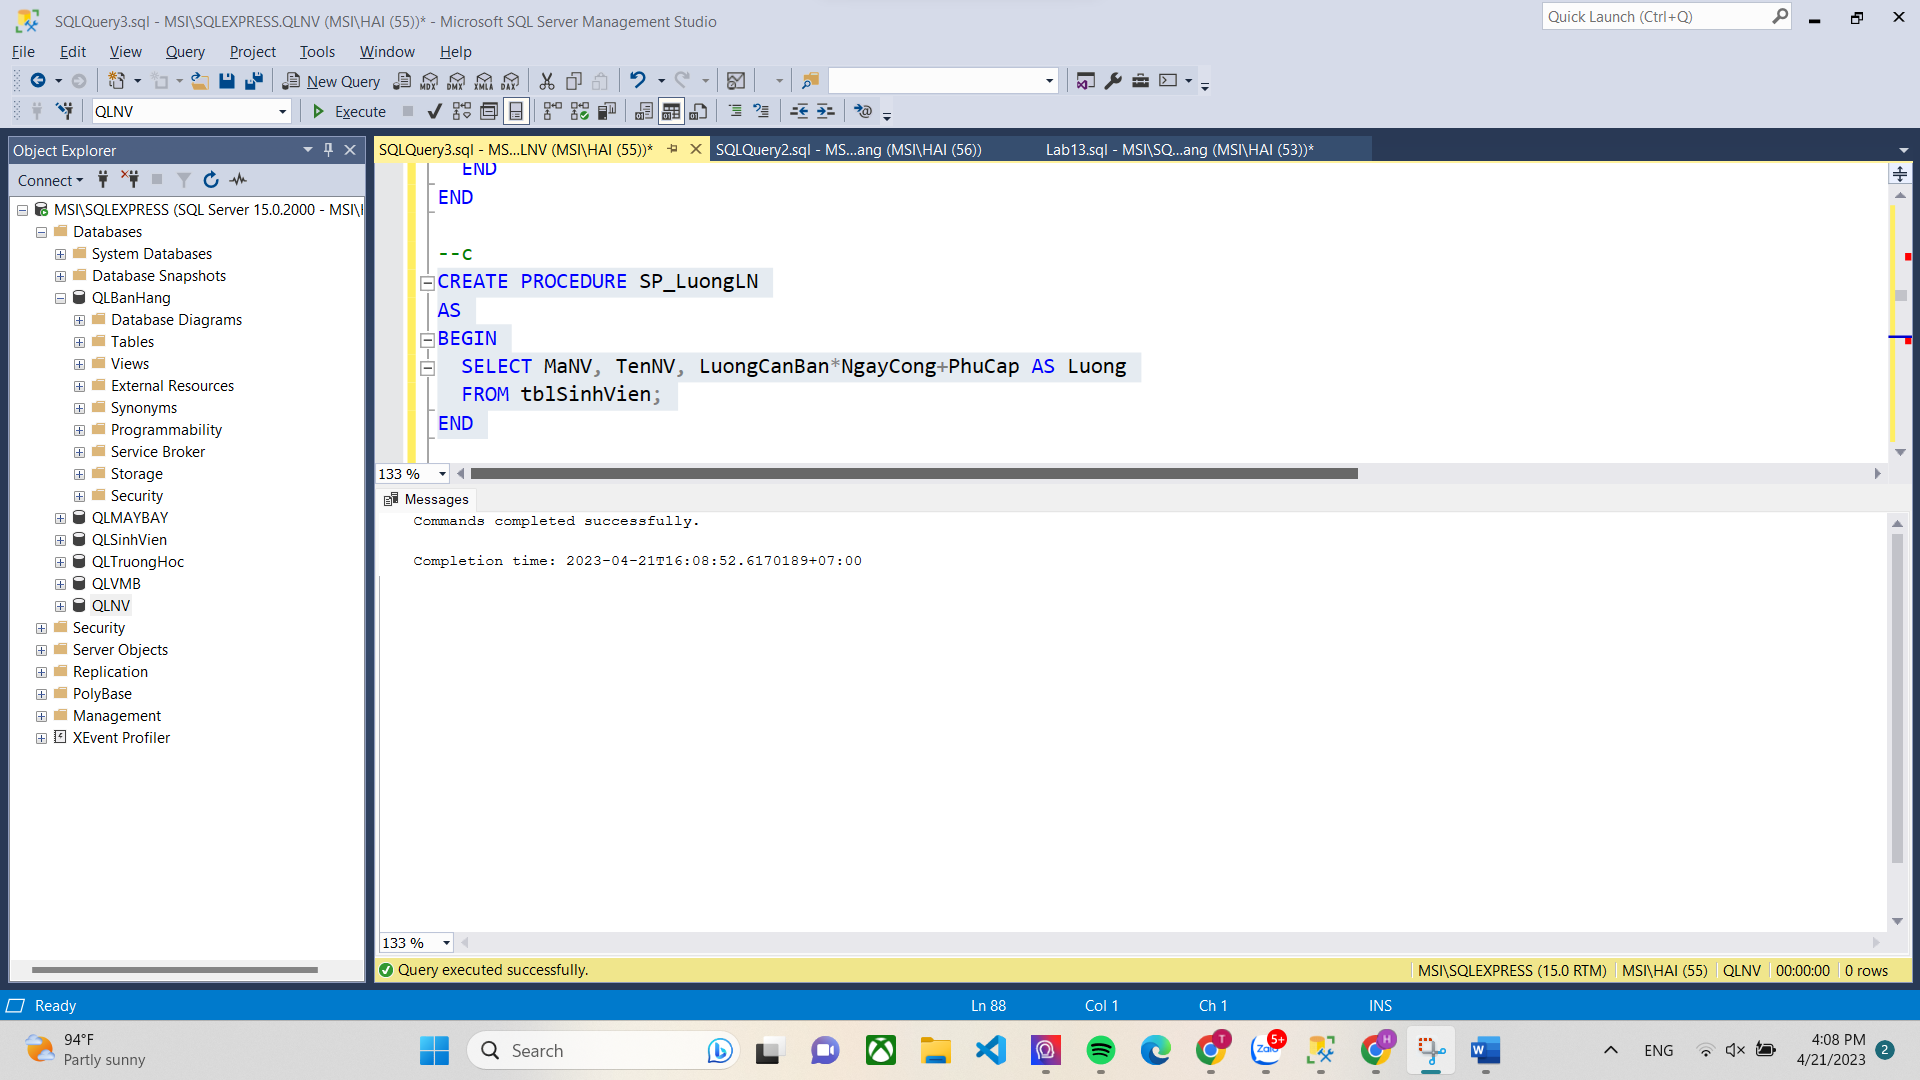 SQLQuery3.sql - MSI\SQLEXPRESS.QLNV (MSI\HAI (55))* - Microsoft SQL Server Management Studio
Quick Launch (Ctrl+Q)
File Edit View Query Project Tools Window Help
New Query MDX DMX XMLA DAX
QLNV Execute
Object Explorer
Connect
MSI\SQLEXPRESS (SQL Server 15.0.2000 - MSI\
Databases
System Databases
Database Snapshots
QLBanHang
Database Diagrams
Tables
Views
External Resources
Synonyms
Programmability
Service Broker
Storage
Security
QLMAYBAY
QLSinhVien
QLTruongHoc
QLVMB
QLNV
Security
Server Objects
Replication
PolyBase
Management
XEvent Profiler
SQLQuery3.sql - MS...LNV (MSI\HAI (55))* SQLQuery2.sql - MS...ang (MSI\HAI (56)) Lab13.sql - MSI\SQ...ang (MSI\HAI (53))*
END
END
--c
CREATE PROCEDURE SP_LuongLN
AS
BEGIN
SELECT MaNV, TenNV, LuongCanBan*NgayCong+PhuCap AS Luong
FROM tblSinhVien;
END
133 %
Messages
Commands completed successfully.
Completion time: 2023-04-21T16:08:52.6170189+07:00
133 %
Query executed successfully. MSI\SQLEXPRESS (15.0 RTM) MSI\HAI (55) QLNV 00:00:00 0 rows
Ready Ln 88 Col 1 Ch 1 INS
94°F
Partly sunny
Search
T
5+
Zalo
H
W
ENG
4:08 PM
4/21/2023
2